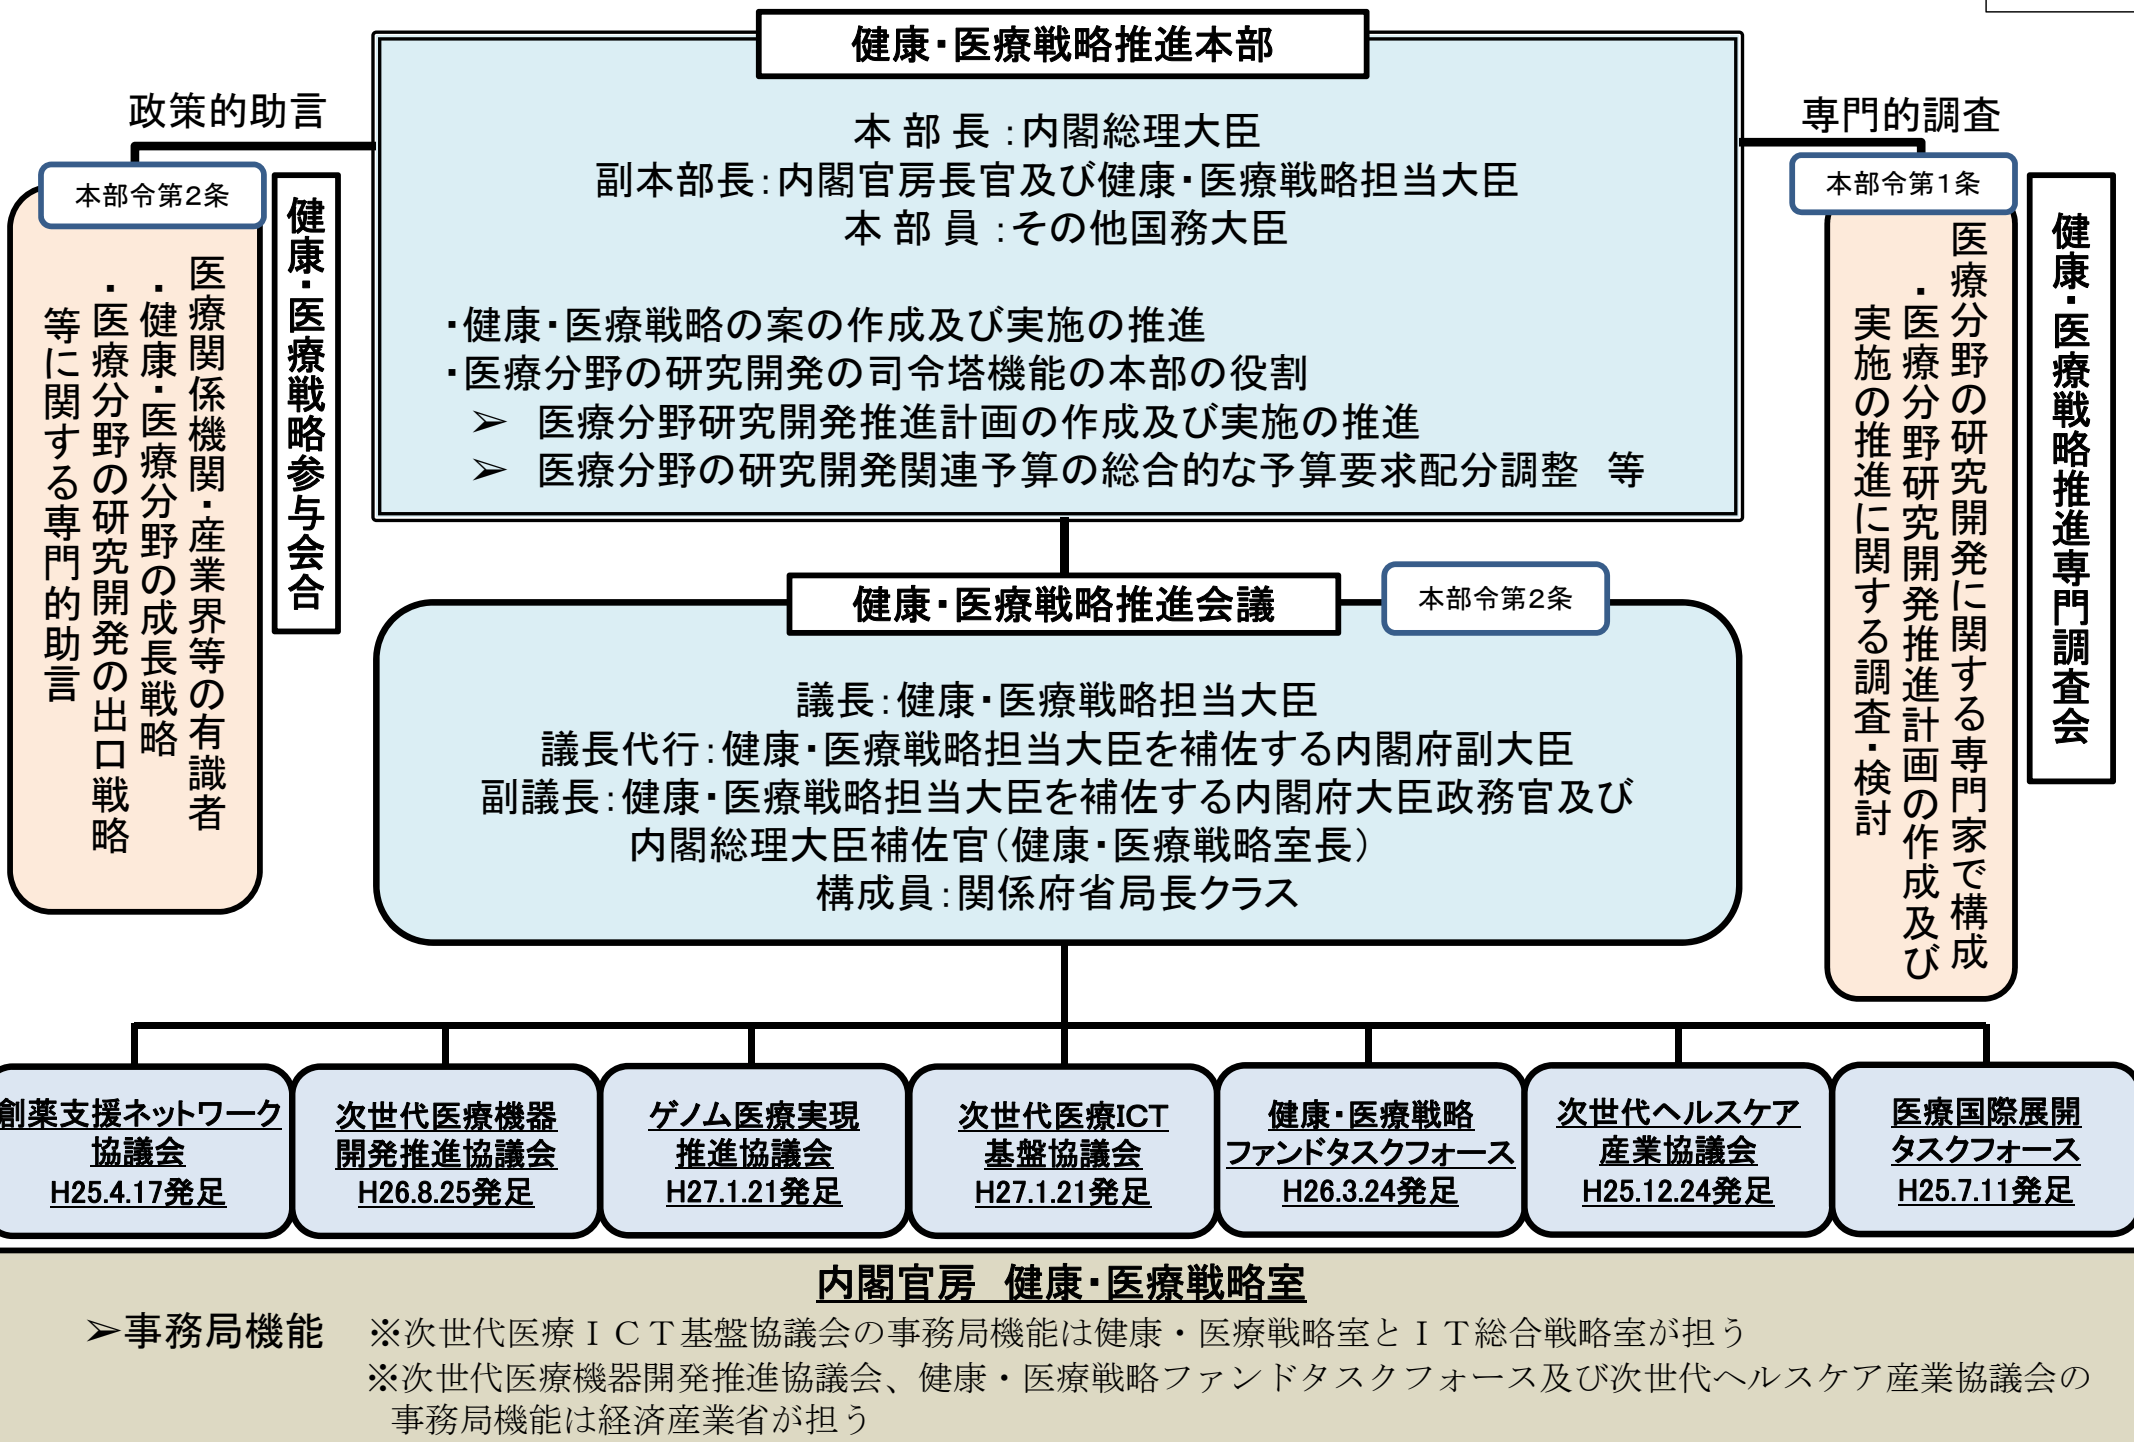 健康・医療戦略推進本部
本 部 長 ：内閣総理大臣
副本部長：内閣官房長官及び健康・医療戦略担当大臣
本 部 員 ：その他国務大臣
・健康・医療戦略の案の作成及び実施の推進
・医療分野の研究開発の司令塔機能の本部の役割
➢ 医療分野研究開発推進計画の作成及び実施の推進
➢ 医療分野の研究開発関連予算の総合的な予算要求配分調整　等
政策的助言
本部令第２条
健康・医療戦略参与会合
医療関係機関・産業界等の有識者
・健康・医療分野の成長戦略
・医療分野の研究開発の出口戦略
等に関する専門的助言
専門的調査
本部令第１条
健康・医療戦略推進専門調査会
医療分野の研究開発に関する専門家で構成
・医療分野研究開発推進計画の作成及び
実施の推進に関する調査・検討
健康・医療戦略推進会議
本部令第２条
議長：健康・医療戦略担当大臣
議長代行：健康・医療戦略担当大臣を補佐する内閣府副大臣
副議長：健康・医療戦略担当大臣を補佐する内閣府大臣政務官及び
内閣総理大臣補佐官（健康・医療戦略室長）
構成員：関係府省局長クラス
創薬支援ネットワーク
協議会
H25.4.17発足
次世代医療機器
開発推進協議会
H26.8.25発足
ゲノム医療実現
推進協議会
H27.1.21発足
次世代医療ICT
基盤協議会
H27.1.21発足
健康・医療戦略
ファンドタスクフォース
H26.3.24発足
次世代ヘルスケア
産業協議会
H25.12.24発足
医療国際展開
タスクフォース
H25.7.11発足
内閣官房　健康・医療戦略室
➢事務局機能　※次世代医療ＩＣＴ基盤協議会の事務局機能は健康・医療戦略室とＩＴ総合戦略室が担う
※次世代医療機器開発推進協議会、健康・医療戦略ファンドタスクフォース及び次世代ヘルスケア産業協議会の
事務局機能は経済産業省が担う